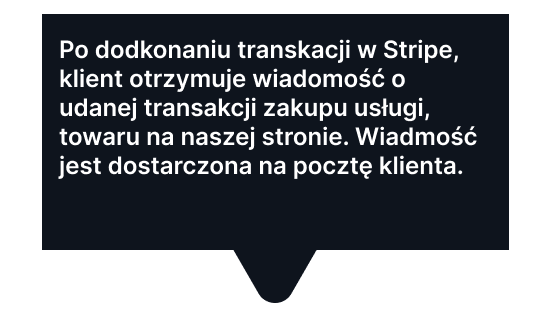 Po dodkonaniu transkacji w Stripe,
klient otrzymuje wiadomość o
udanej transakcji zakupu usługi,
towaru na naszej stronie. Wiadmość
jest dostarczona na pocztę klienta.